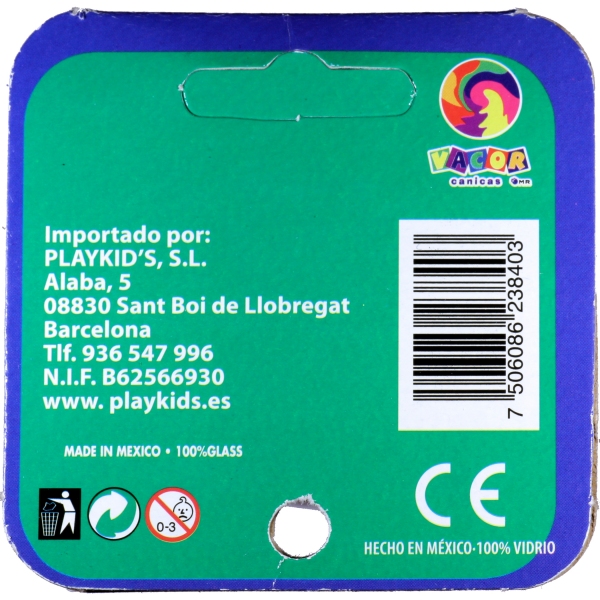 VACOR
canicas MR
Importado por:
PLAYKID'S, S.L.
Alaba, 5
08830 Sant Boi de Llobregat
Barcelona
Tlf. 936 547 996
N.I.F. B62566930
www. playkids.es
7 506086 238403
MADE IN MEXICO • 100%GLASS
0-3
CE
HECHO EN MÉXICO·100% VIDRIO